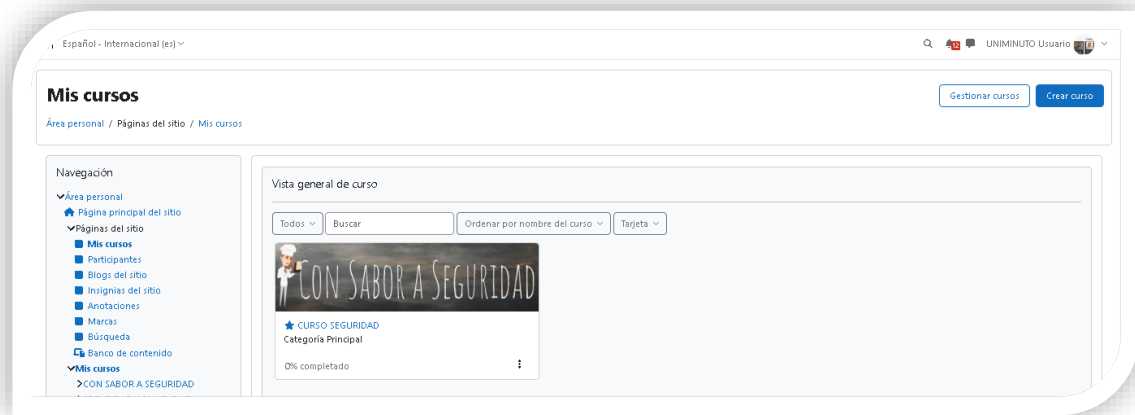 Español - Internacional (es)
12
UNIMINUTO Usuario
Mis cursos
Gestionar cursos
Crear curso
Área personal / Páginas del sitio / Mis cursos
Navegación
Área personal
Página principal del sitio
Páginas del sitio
Mis cursos
Participantes
Blogs del sitio
Insignias del sitio
Anotaciones
Marcas
Búsqueda
Banco de contenido
Mis cursos
CON SABOR A SEGURIDAD
Vista general de curso
Todos
Buscar
Ordenar por nombre del curso
Tarjeta
CON SABOR A SEGURIDAD
CURSO SEGURIDAD
Categoría Principal
0% completado